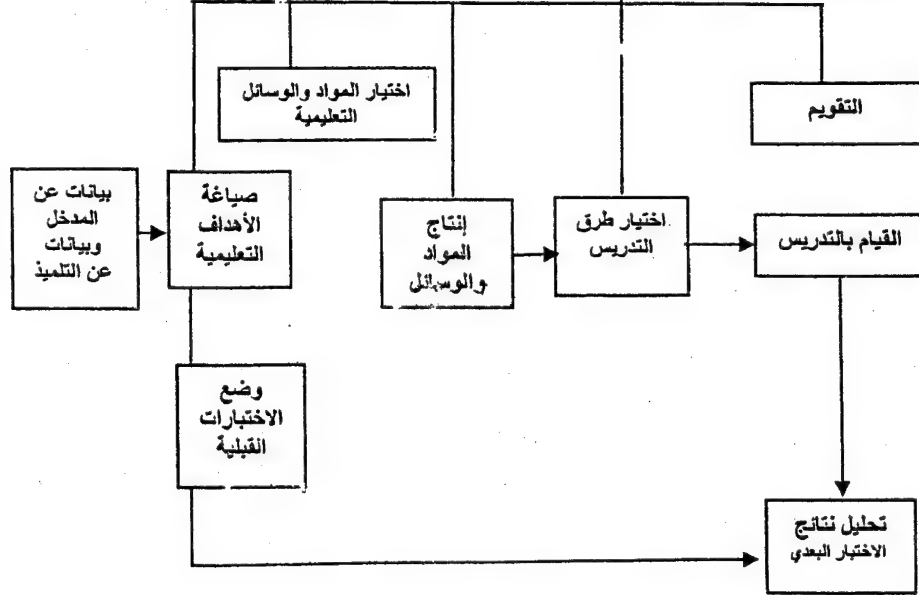 اختيار المواد والوسائل
التعليمية
التقويم
بيانات عن
المدخل
وبيانات
عن التلميذ
صياغة
الأهداف
التعليمية
إنتاج
المواد
والوسائل
اختيار طرق
التدريس
القيام بالتدريس
وضع
الاختبارات
القبلية
تحليل نتائج
الاختبار البعدي